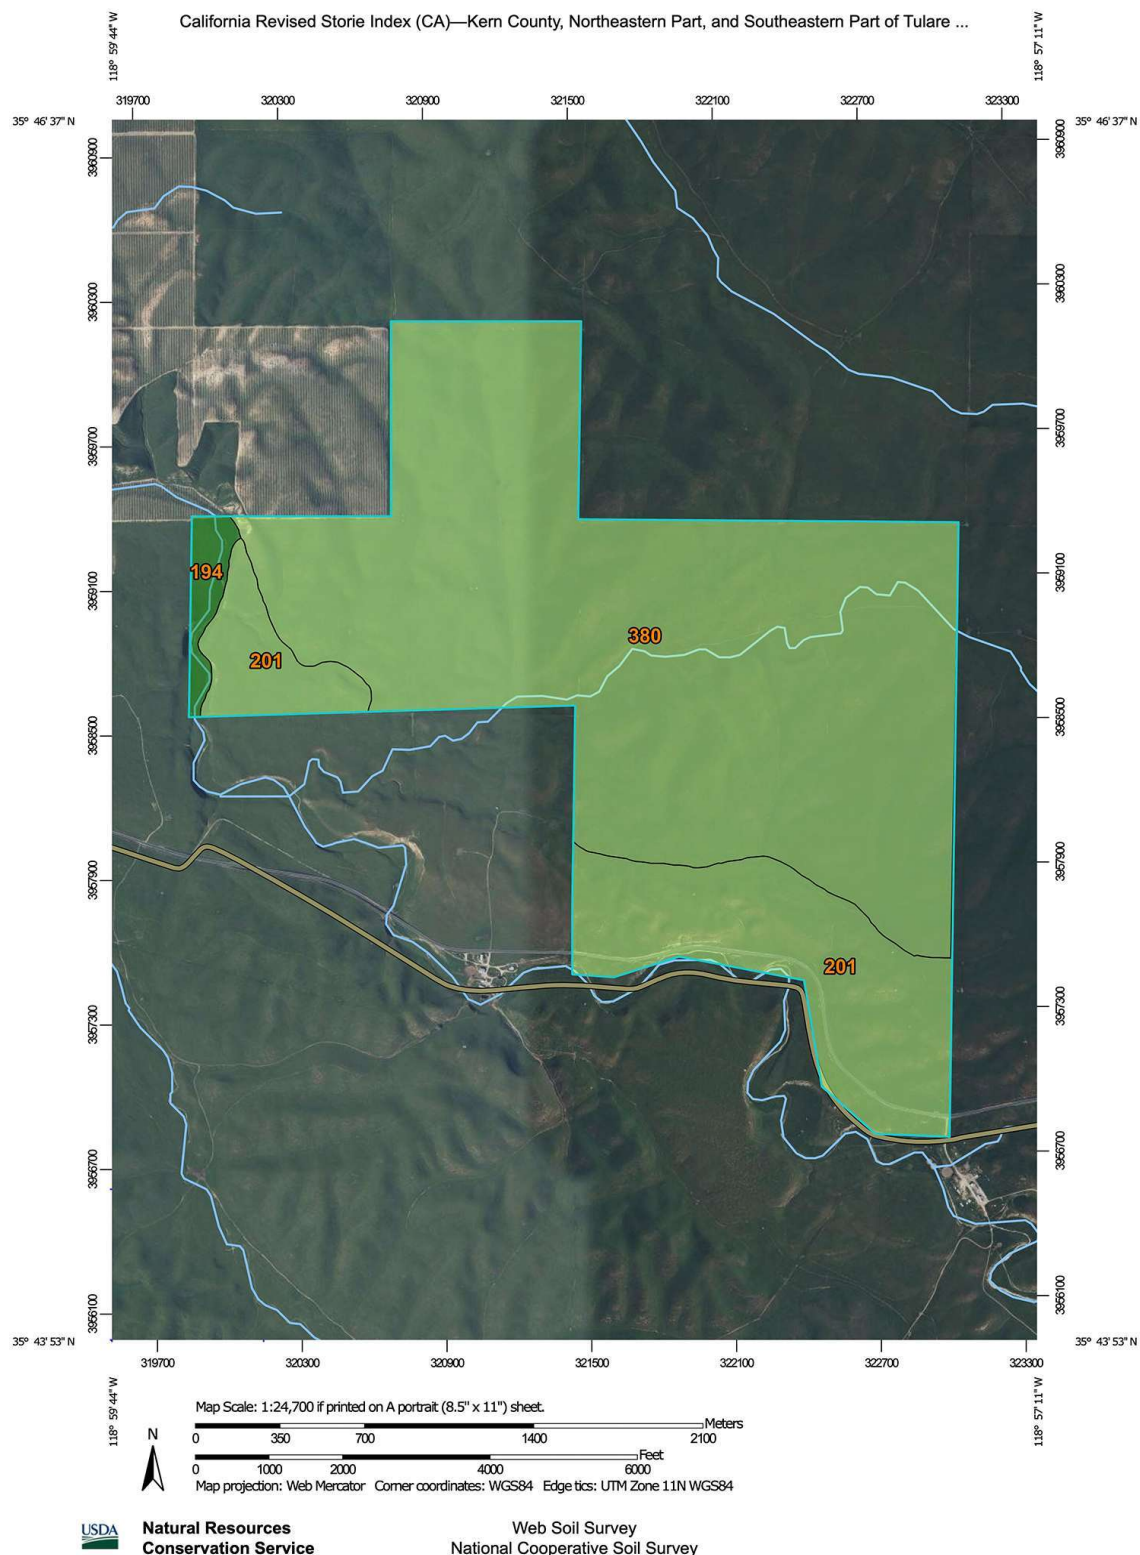 California Revised Storie Index (CA)—Kern County, Northeastern Part, and Southeastern Part of Tulare ...
118° 59' 44" W
118° 57' 11" W
319700 320300 320900 321500 322100 322700 323300
35° 46' 37" N
35° 46' 37" N
3960900
3960900
3960300
3960300
3959700
3959700
3959100
3959100
194
380
201
3958500
3958500
3957900
3957900
201
3957300
3957300
3956700
3956700
3956100
3956100
35° 43' 53" N
35° 43' 53" N
319700 320300 320900 321500 322100 322700 323300
118° 59' 44" W
118° 57' 11" W
Map Scale: 1:24,700 if printed on A portrait (8.5" x 11") sheet.
Meters
0 350 700 1400 2100
Feet
0 1000 2000 4000 6000
N
Map projection: Web Mercator Corner coordinates: WGS84 Edge tics: UTM Zone 11N WGS84
USDA
Natural Resources
Conservation Service
Web Soil Survey
National Cooperative Soil Survey